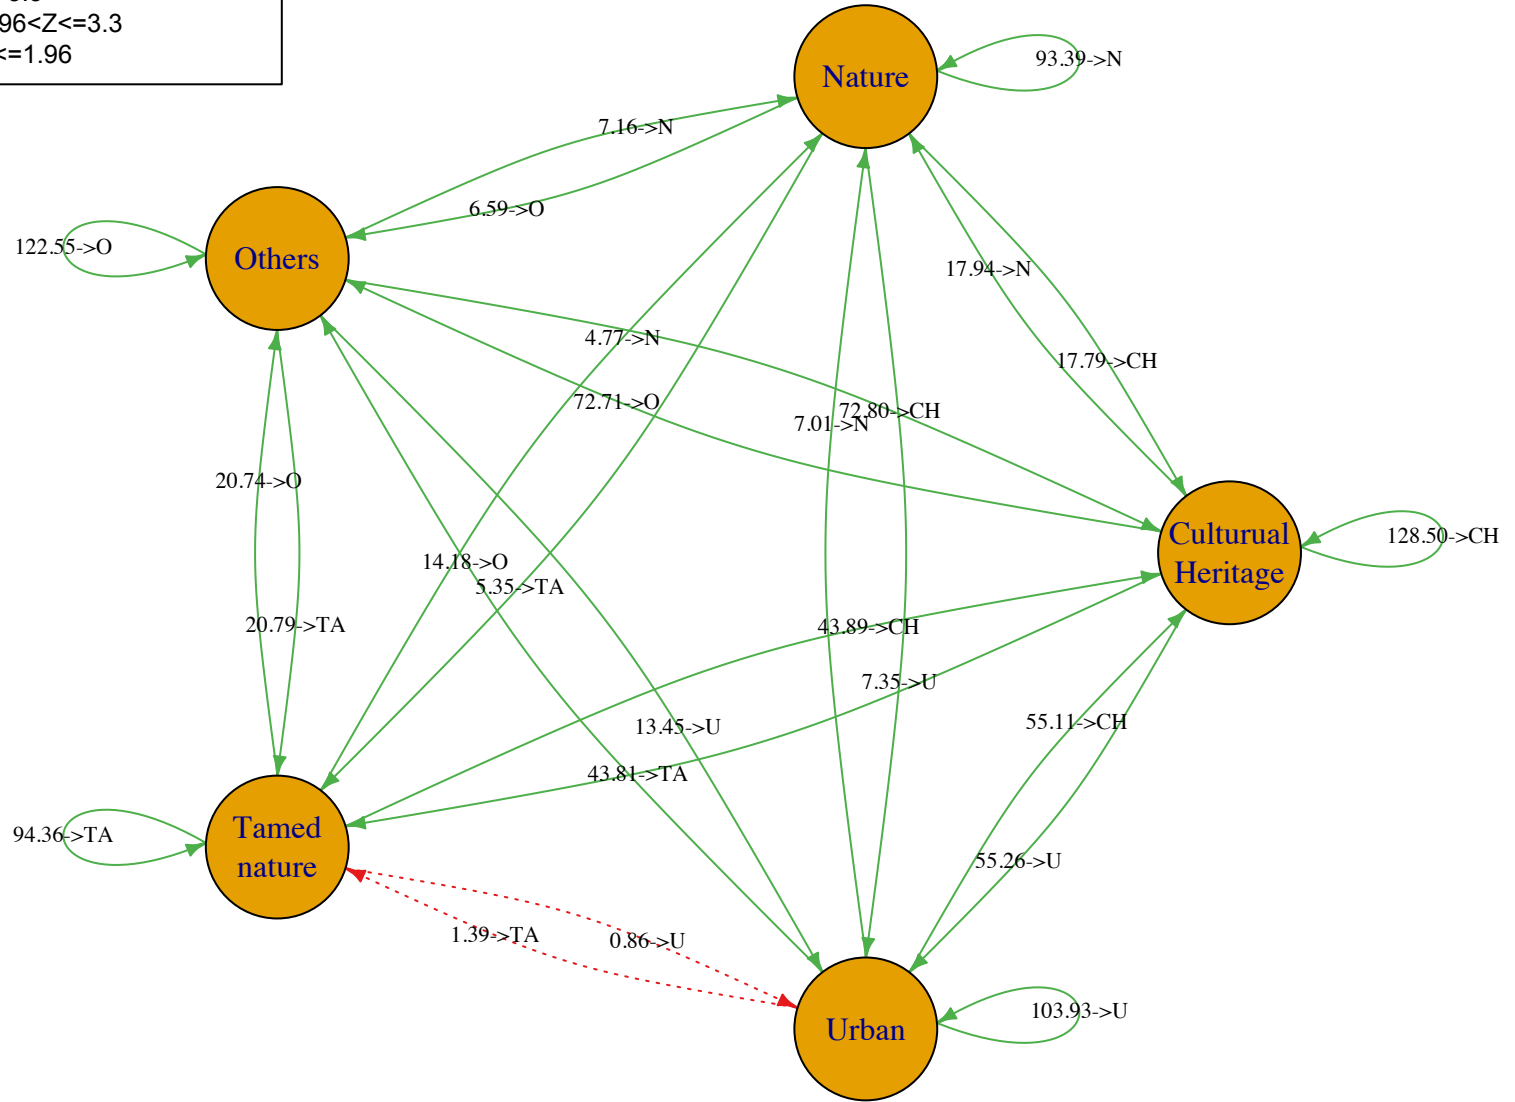 96<Z<=3.3
<=1.96
Nature
93.39->N
7.16->N
6.59->O
Others
122.55->O
17.94->N
4.77->N
17.79->CH
72.71->O
72.80->CH
7.01->N
20.74->O
Culturual
Heritage
128.50->CH
14.18->O
5.35->TA
20.79->TA
43.89->CH
7.35->U
55.11->CH
13.45->U
43.81->TA
Tamed
nature
94.36->TA
55.26->U
1.39->TA
0.86->U
103.93->U
Urban